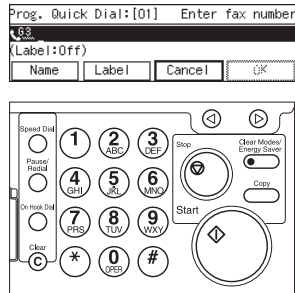 Prog. Quick Dial:[01] Enter fax number
G3
(Label:Off)
Name Label Cancel OK
Speed Dial
1 2 ABC 3 DEF
Stop
Clear Modes/
Energy Saver
Pause/
Redial
4 GHI 5 JKL 6 MNO
Copy
On Hook Dial
7 PRS 8 TUV 9 WXY
Start
Clear
C * 0 OPER #